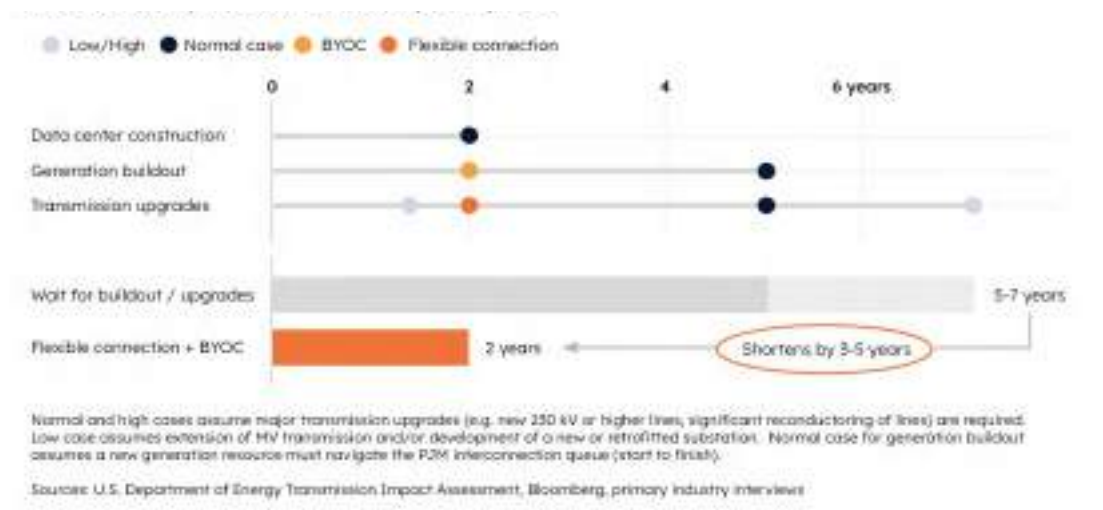 Low/High Normal case BYOC Flexible connection
0 2 4 6 years
Data center construction
Generation buildout
Transmission upgrades
Wait for buildout / upgrades 5-7 years
Flexible connection + BYOC 2 years Shortens by 3-5 years
Normal and high cases assume major transmission upgrades (e.g. new 230 kV or higher lines, significant reconductoring of lines) are required.
Low case assumes extension of MV transmission and/or development of a new or retrofitted substation. Normal case for generation buildout
assumes a new generation resource must navigate the PJM interconnection queue (start to finish).
Sources: U.S. Department of Energy Transmission Impact Assessment, Bloomberg, primary industry interviews